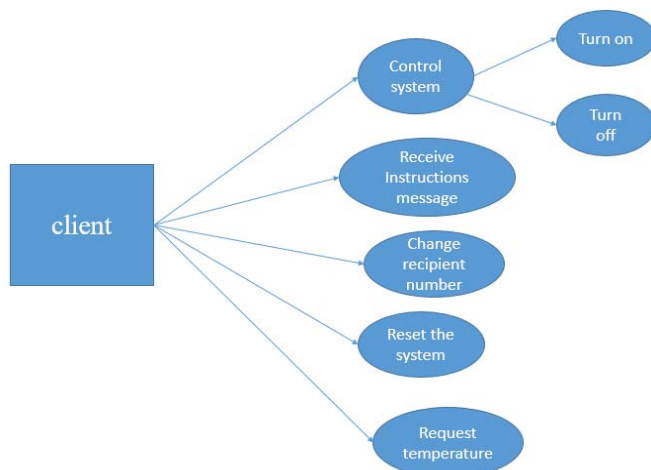 client
Control
system
Turn on
Turn
off
Receive
Instructions
message
Change
recipient
number
Reset the
system
Request
temperature